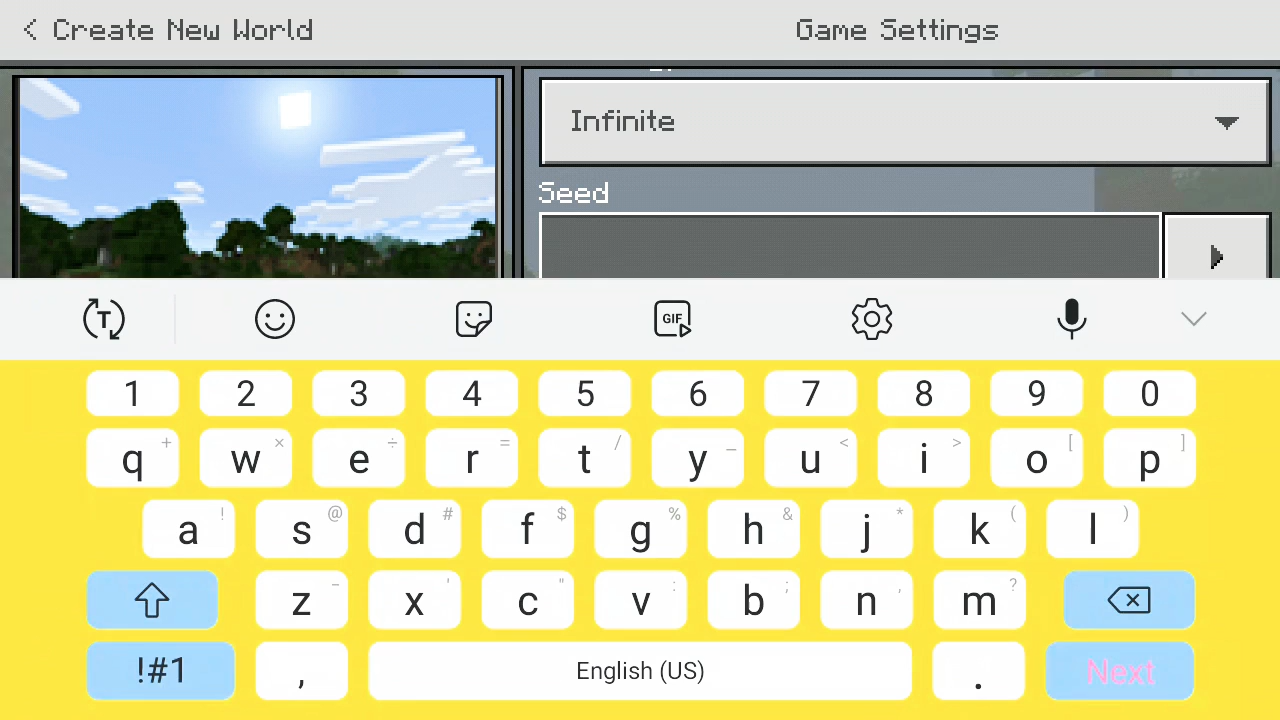 Create New World
Game Settings
Infinite
Seed
T
GIF
1 2 3 4 5 6 7 8 9 0
q + w × e ÷ r = t / y _ u < i > o [ p ]
a ! s @ d # f $ g % h & j * k ( l )
z - x ' c " v : b ; n , m ?
!#1 , English (US) . Next